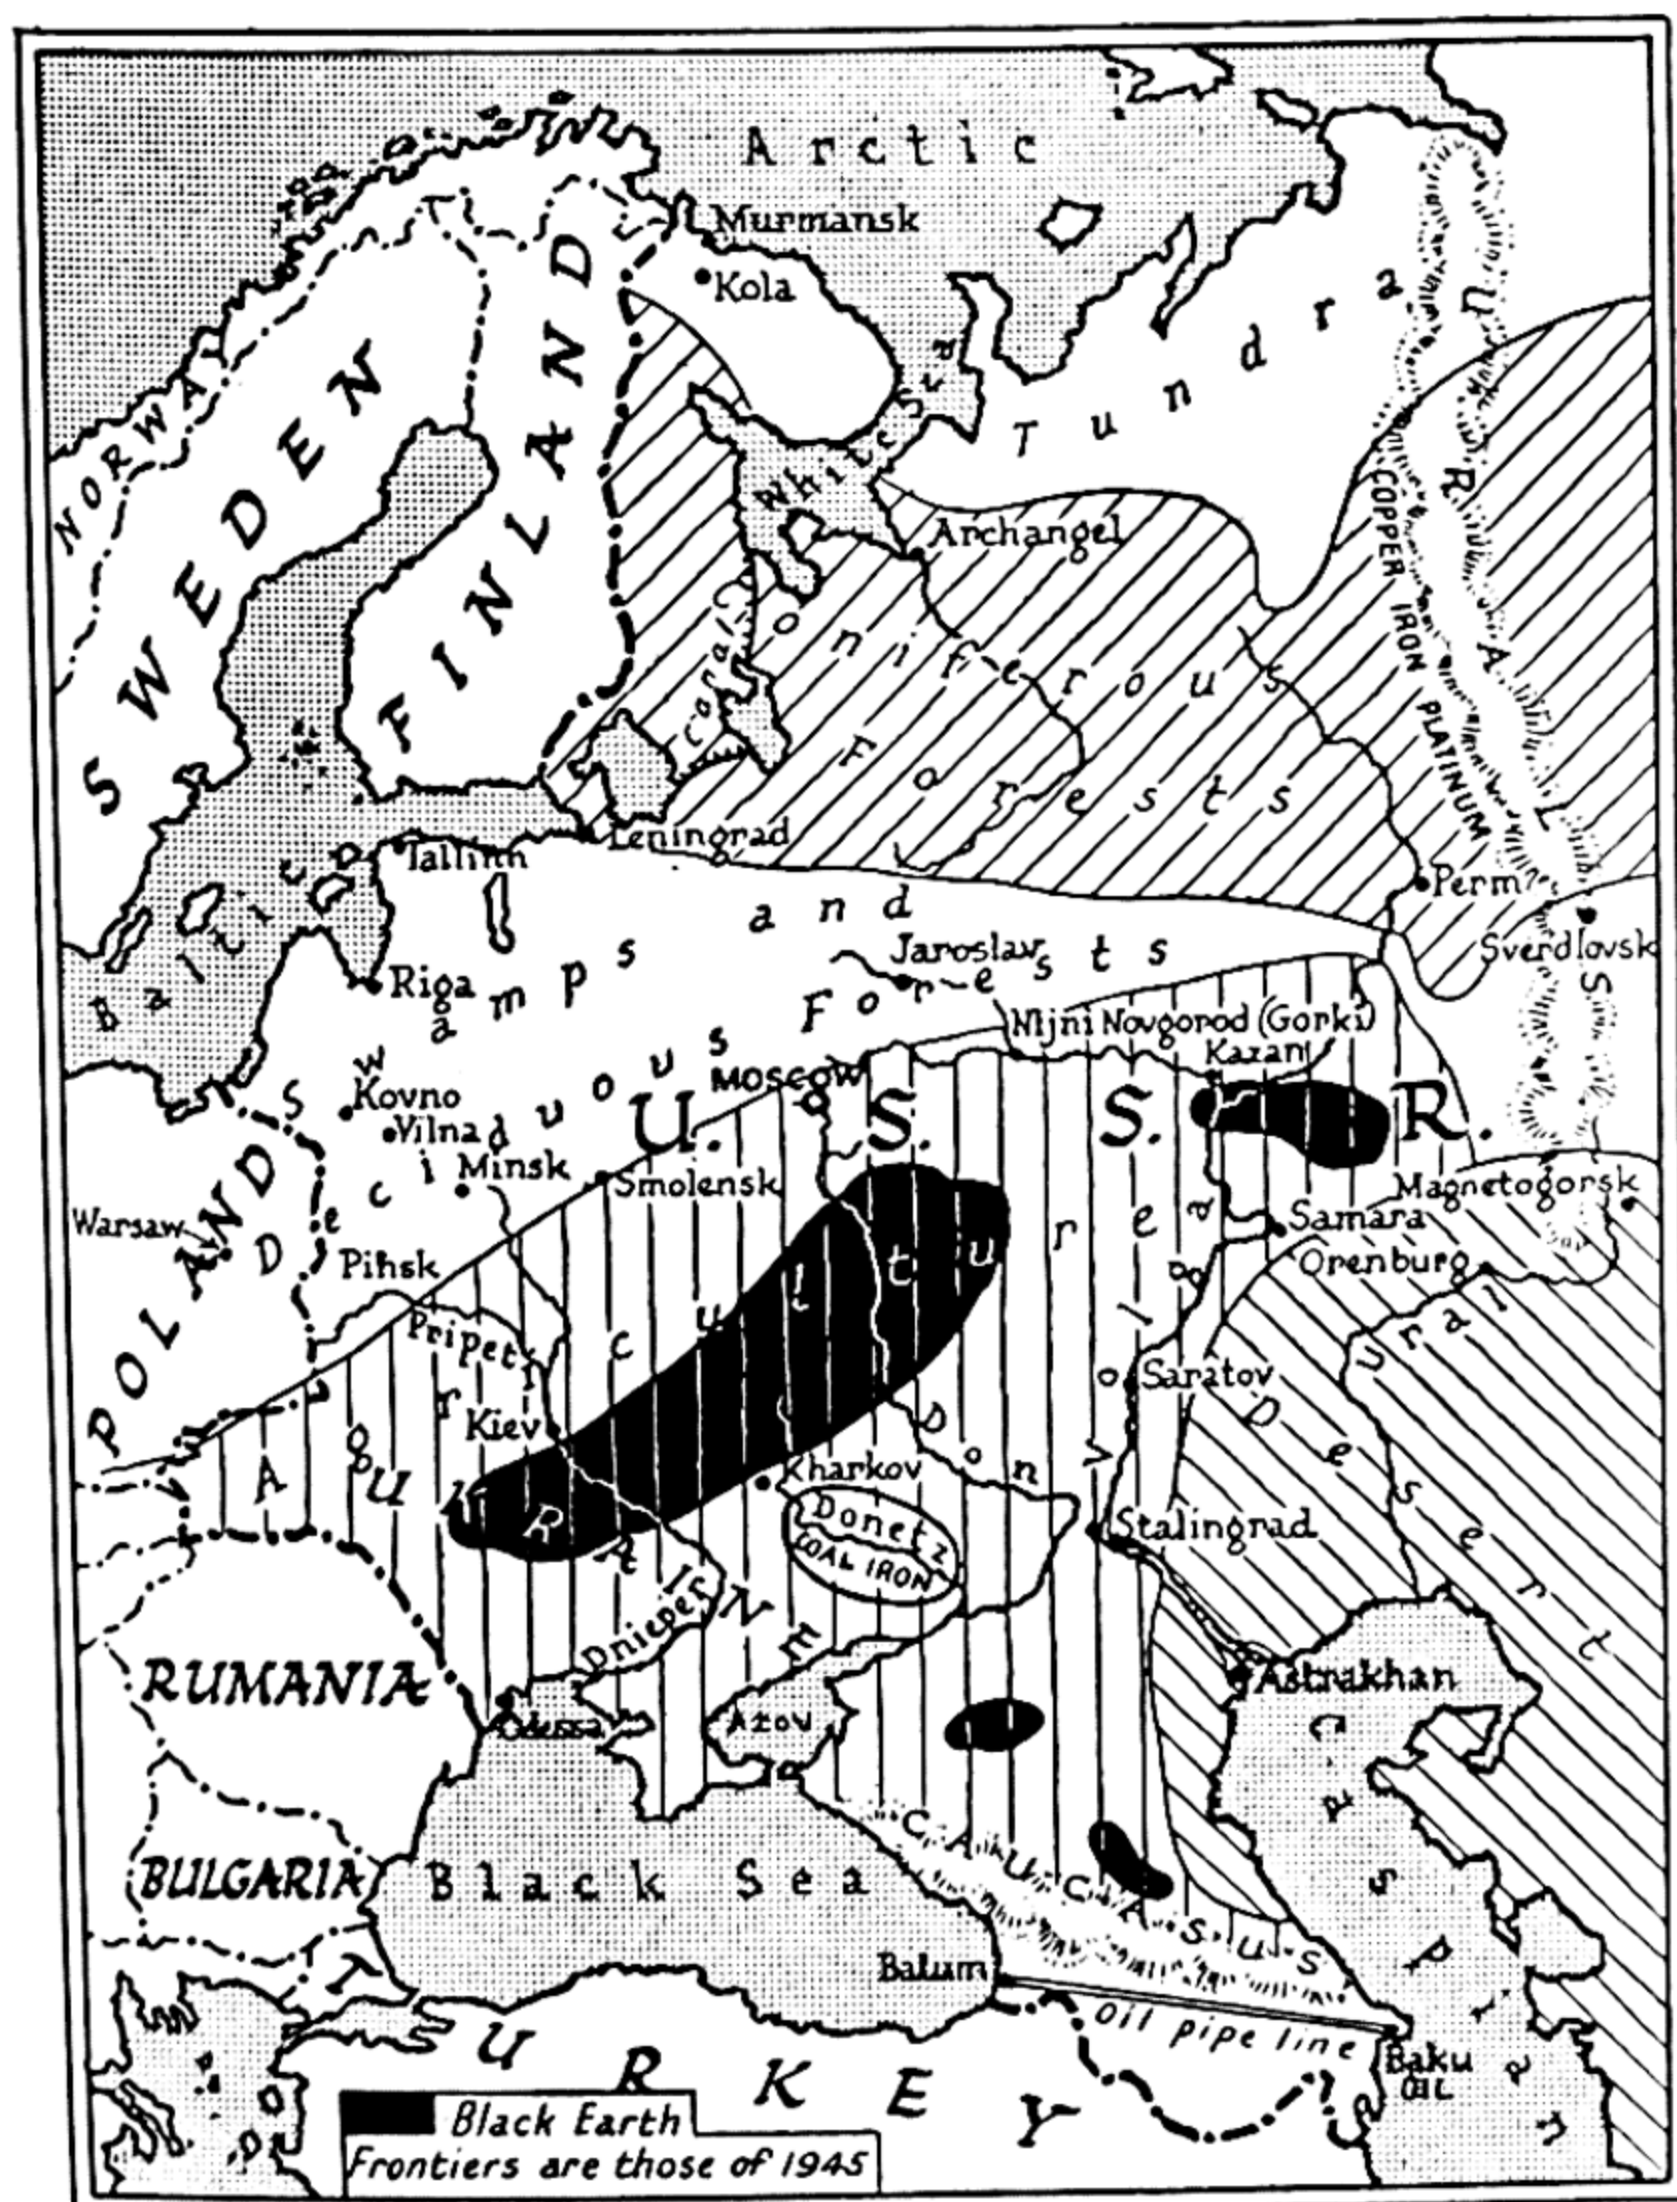 Arctic
Murmansk
Kola
NORWAY
SWEDEN
FINLAND
White Sea
Tundra
URALS
COPPER IRON PLATINUM
Archangel
Coniferous
Forests
Leningrad
Tallinn
Baltic
Perm
Sverdlovsk
Riga
Swamps and
Jaroslav
Deciduous Forests
Nijni Novgorod (Gorki)
Kazan
Kovno
Vilna
Minsk
MOSCOW
U. S. S. R.
Smolensk
Magnetogorsk
Samara
Orenburg
Warsaw
POLAND
Pinsk
Pripet
Agriculture
Ural
Volga
Saratov
Kiev
Don
Desert
UKRAINE
Kharkov
Donetz
COAL IRON
Stalingrad
Dnieper
RUMANIA
Odessa
Azov
Astrakhan
Caspian
CAUCASUS
BULGARIA
Black Sea
Batum
Oil pipe line
Baku
OIL
TURKEY
Black Earth
Frontiers are those of 1945